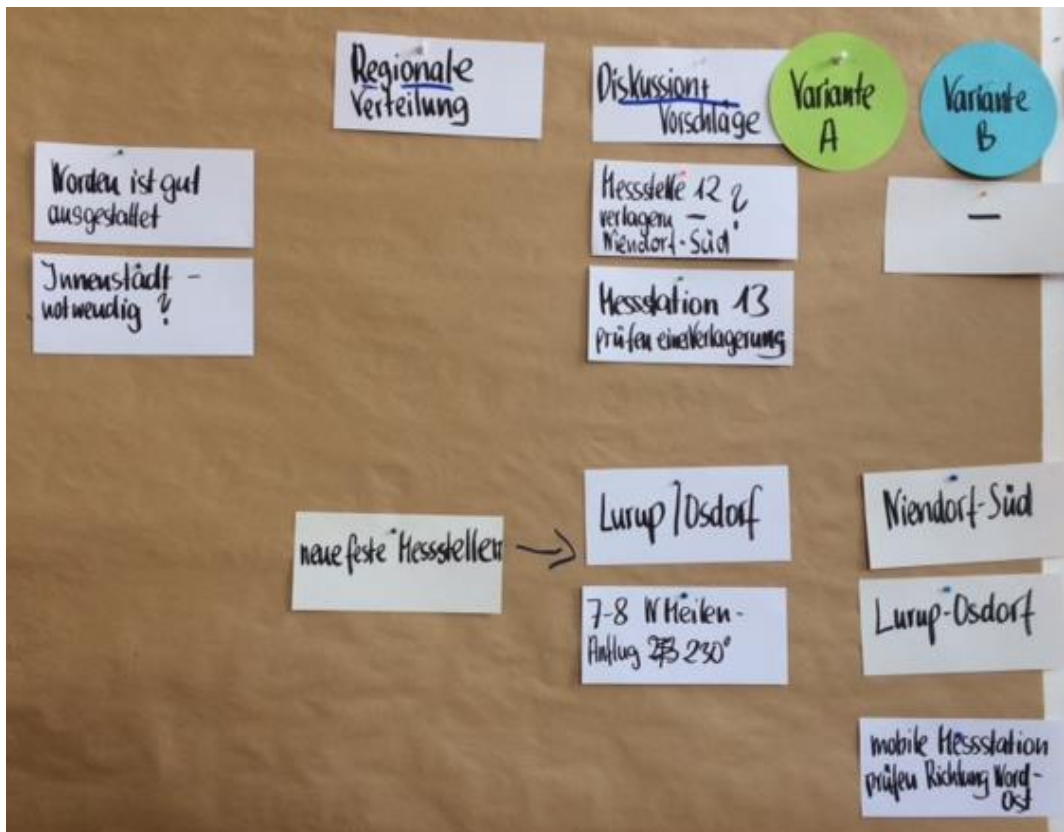 Regionale
Verteilung
Diskussion+
Vorschläge
Variante
A
Variante
B
Norden ist gut
ausgestattet
Innenstadt -
notwendig ?
Messstelle 12 ?
verlagern -
Niendorf-Süd
—
Messstation 13
prüfen eine Verlagerung
neue feste Messstellen →
Lurup/Osdorf
7-8 N Meilen-
Anflug 230°
Niendorf-Süd
Lurup-Osdorf
mobile Messstation
prüfen Richtung Nord-
Ost